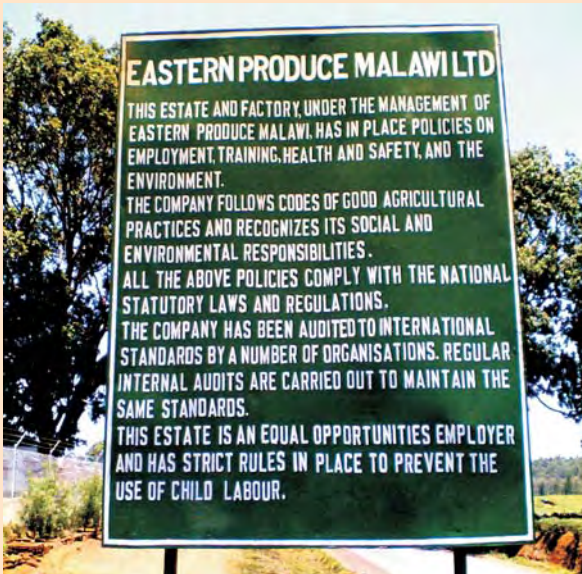 EASTERN PRODUCE MALAWI LTD
THIS ESTATE AND FACTORY, UNDER THE MANAGEMENT OF
EASTERN PRODUCE MALAWI, HAS IN PLACE POLICIES ON
EMPLOYMENT, TRAINING, HEALTH AND SAFETY, AND THE
ENVIRONMENT.
THE COMPANY FOLLOWS CODES OF GOOD AGRICULTURAL
PRACTICES AND RECOGNIZES ITS SOCIAL AND
ENVIRONMENTAL RESPONSIBILITIES.
ALL THE ABOVE POLICIES COMPLY WITH THE NATIONAL
STATUTORY LAWS AND REGULATIONS.
THE COMPANY HAS BEEN AUDITED TO INTERNATIONAL
STANDARDS BY A NUMBER OF ORGANISATIONS. REGULAR
INTERNAL AUDITS ARE CARRIED OUT TO MAINTAIN THE
SAME STANDARDS.
THIS ESTATE IS AN EQUAL OPPORTUNITIES EMPLOYER
AND HAS STRICT RULES IN PLACE TO PREVENT THE
USE OF CHILD LABOUR.